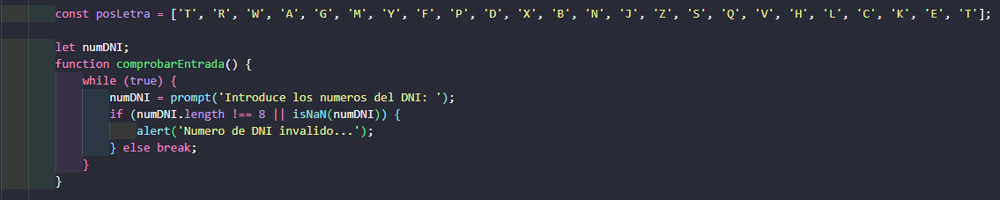 const posLetra = ['T', 'R', 'W', 'A', 'G', 'M', 'Y', 'F', 'P', 'D', 'X', 'B', 'N', 'J', 'Z', 'S', 'Q', 'V', 'H', 'L', 'C', 'K', 'E', 'T'];
let numDNI;
function comprobarEntrada() {
while (true) {
numDNI = prompt('Introduce los numeros del DNI: ');
if (numDNI.length !== 8 || isNaN(numDNI)) {
alert('Numero de DNI invalido...');
} else break;
}
}